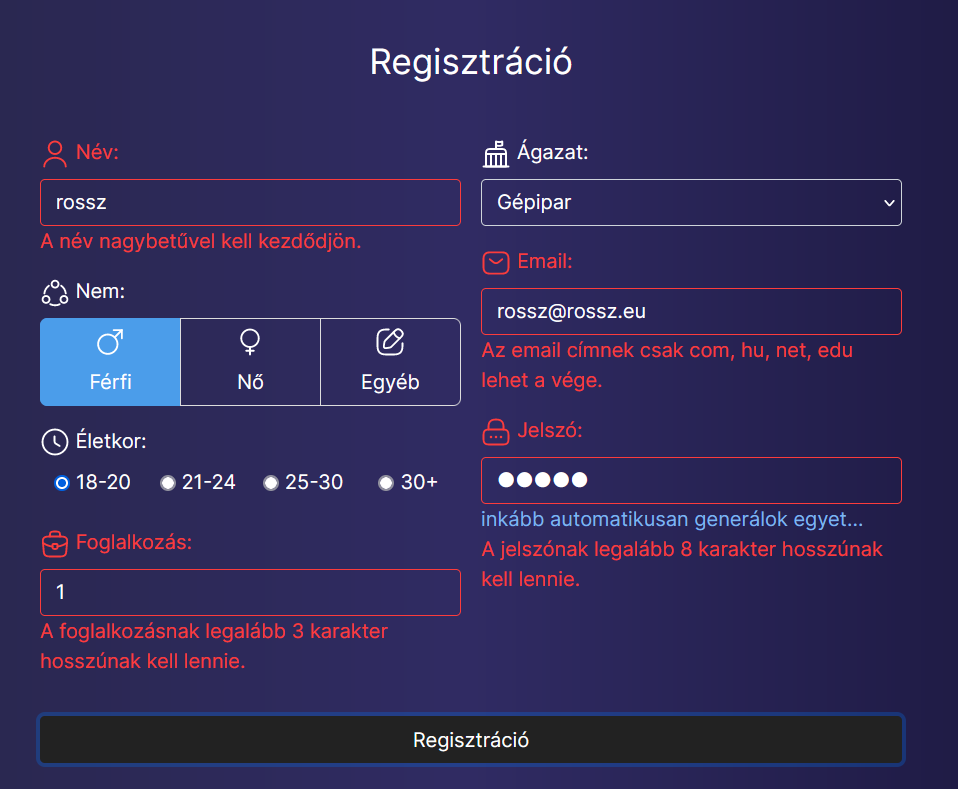 Regisztráció
Név:
rossz
A név nagybetűvel kell kezdődjön.
Nem:
Férfi
Nő
Egyéb
Életkor:
18-20
21-24
25-30
30+
Foglalkozás:
1
A foglalkozásnak legalább 3 karakter
hosszúnak kell lennie.
Ágazat:
Gépipar
Email:
rossz@rossz.eu
Az email címnek csak com, hu, net, edu
lehet a vége.
Jelszó:
●●●●●
inkább automatikusan generálok egyet...
A jelszónak legalább 8 karakter hosszúnak
kell lennie.
Regisztráció